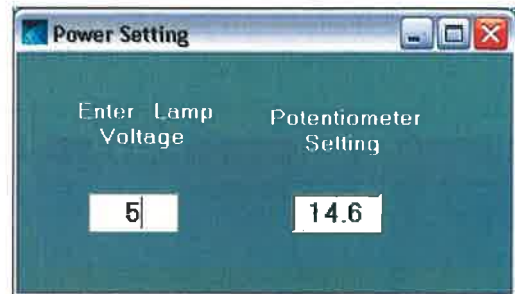 Power Setting
Enter Lamp
Voltage
Potentiometer
Setting
5
14.6